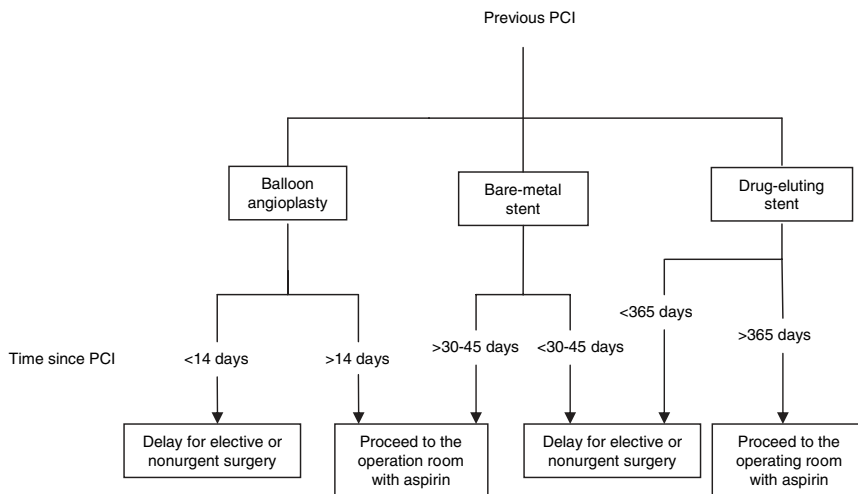 Previous PCI
Balloon
angioplasty
Bare-metal
stent
Drug-eluting
stent
Time since PCI
<14 days
>14 days
>30-45 days
<30-45 days
<365 days
>365 days
Delay for elective or
nonurgent surgery
Proceed to the
operation room
with aspirin
Delay for elective or
nonurgent surgery
Proceed to the
operating room
with aspirin